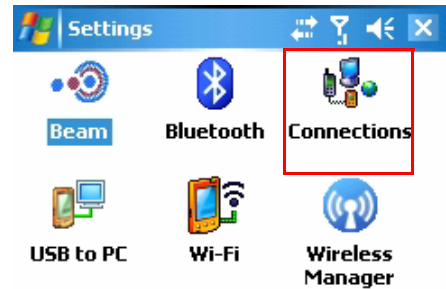 Settings
Beam Bluetooth Connections
USB to PC Wi-Fi Wireless
Manager